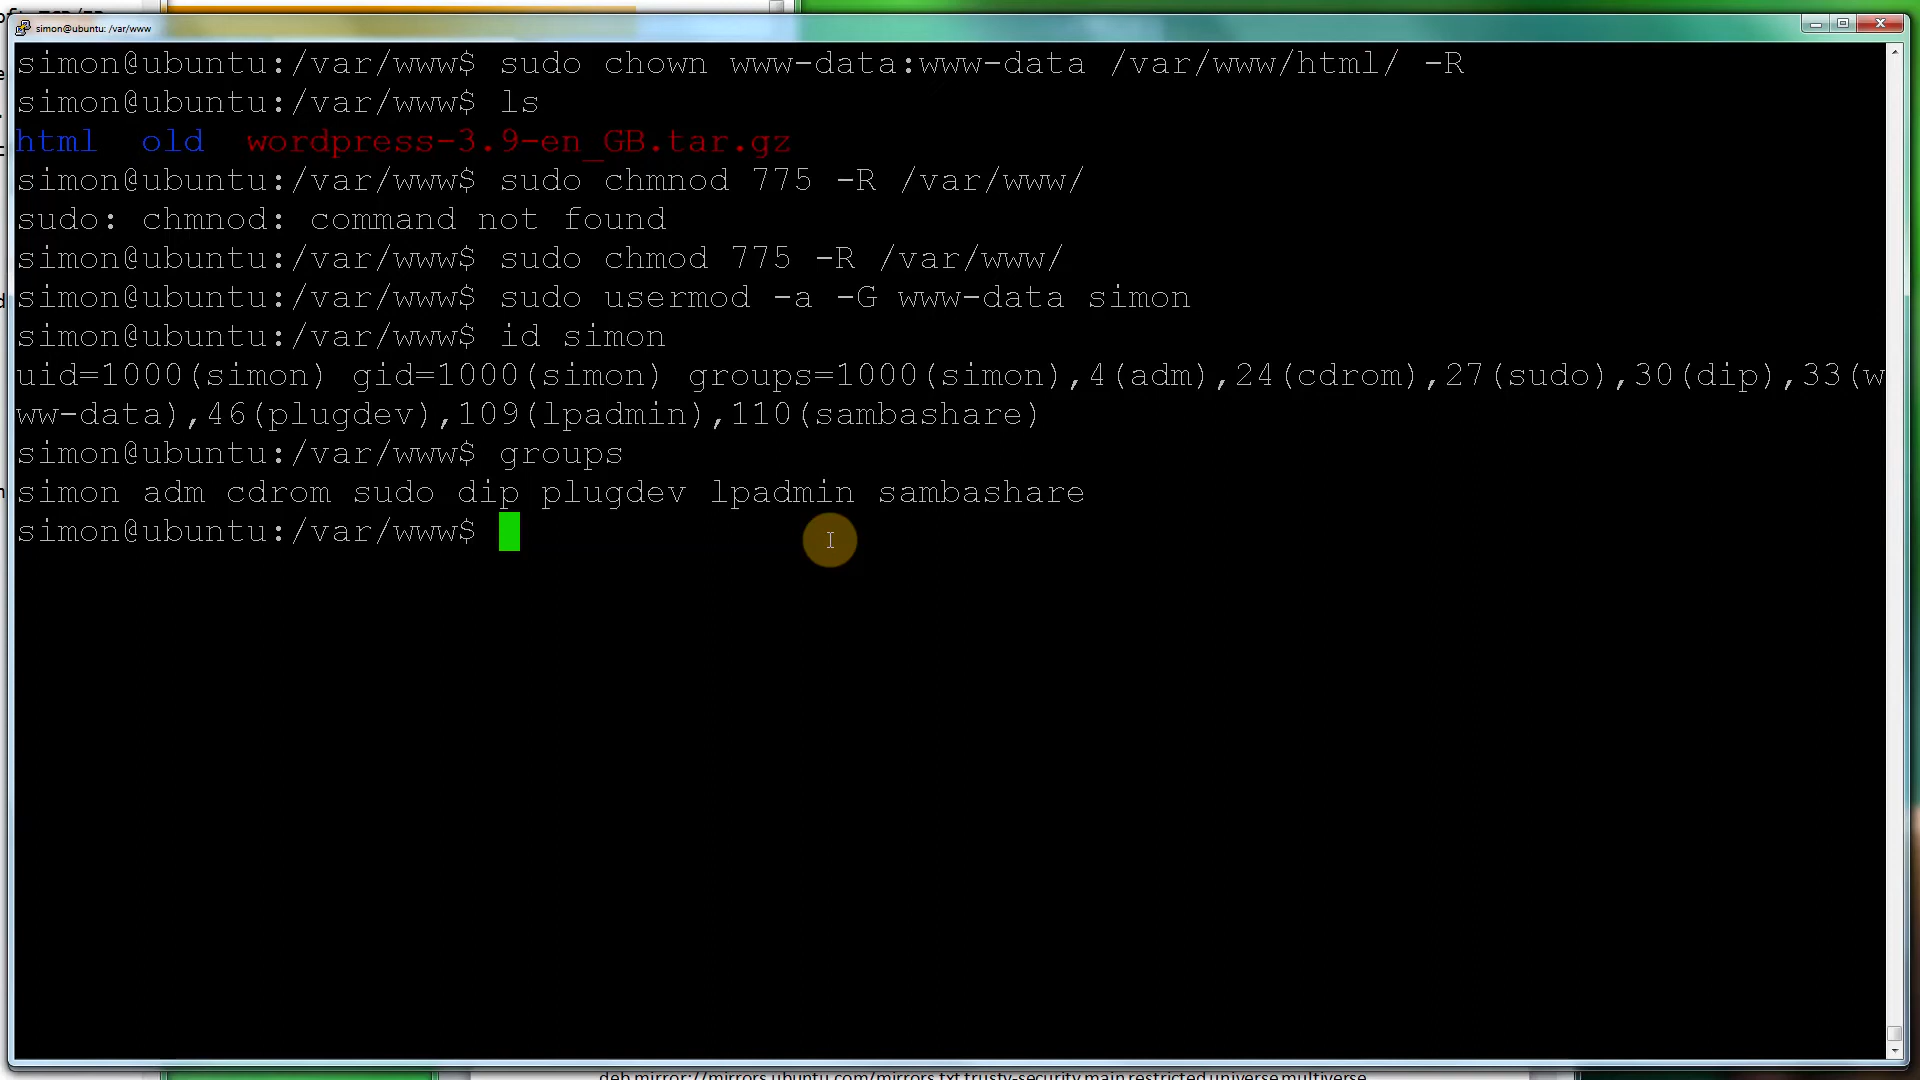 simon@ubuntu: /var/www
simon@ubuntu:/var/www$ sudo chown www-data:www-data /var/www/html/ -R
simon@ubuntu:/var/www$ ls
html  old  wordpress-3.9-en_GB.tar.gz
simon@ubuntu:/var/www$ sudo chmnod 775 -R /var/www/
sudo: chmnod: command not found
simon@ubuntu:/var/www$ sudo chmod 775 -R /var/www/
simon@ubuntu:/var/www$ sudo usermod -a -G www-data simon
simon@ubuntu:/var/www$ id simon
uid=1000(simon) gid=1000(simon) groups=1000(simon),4(adm),24(cdrom),27(sudo),30(dip),33(w
ww-data),46(plugdev),109(lpadmin),110(sambashare)
simon@ubuntu:/var/www$ groups
simon adm cdrom sudo dip plugdev lpadmin sambashare
simon@ubuntu:/var/www$
deb mirror://mirrors.ubuntu.com/mirrors.txt trusty-security main restricted universe multiverse